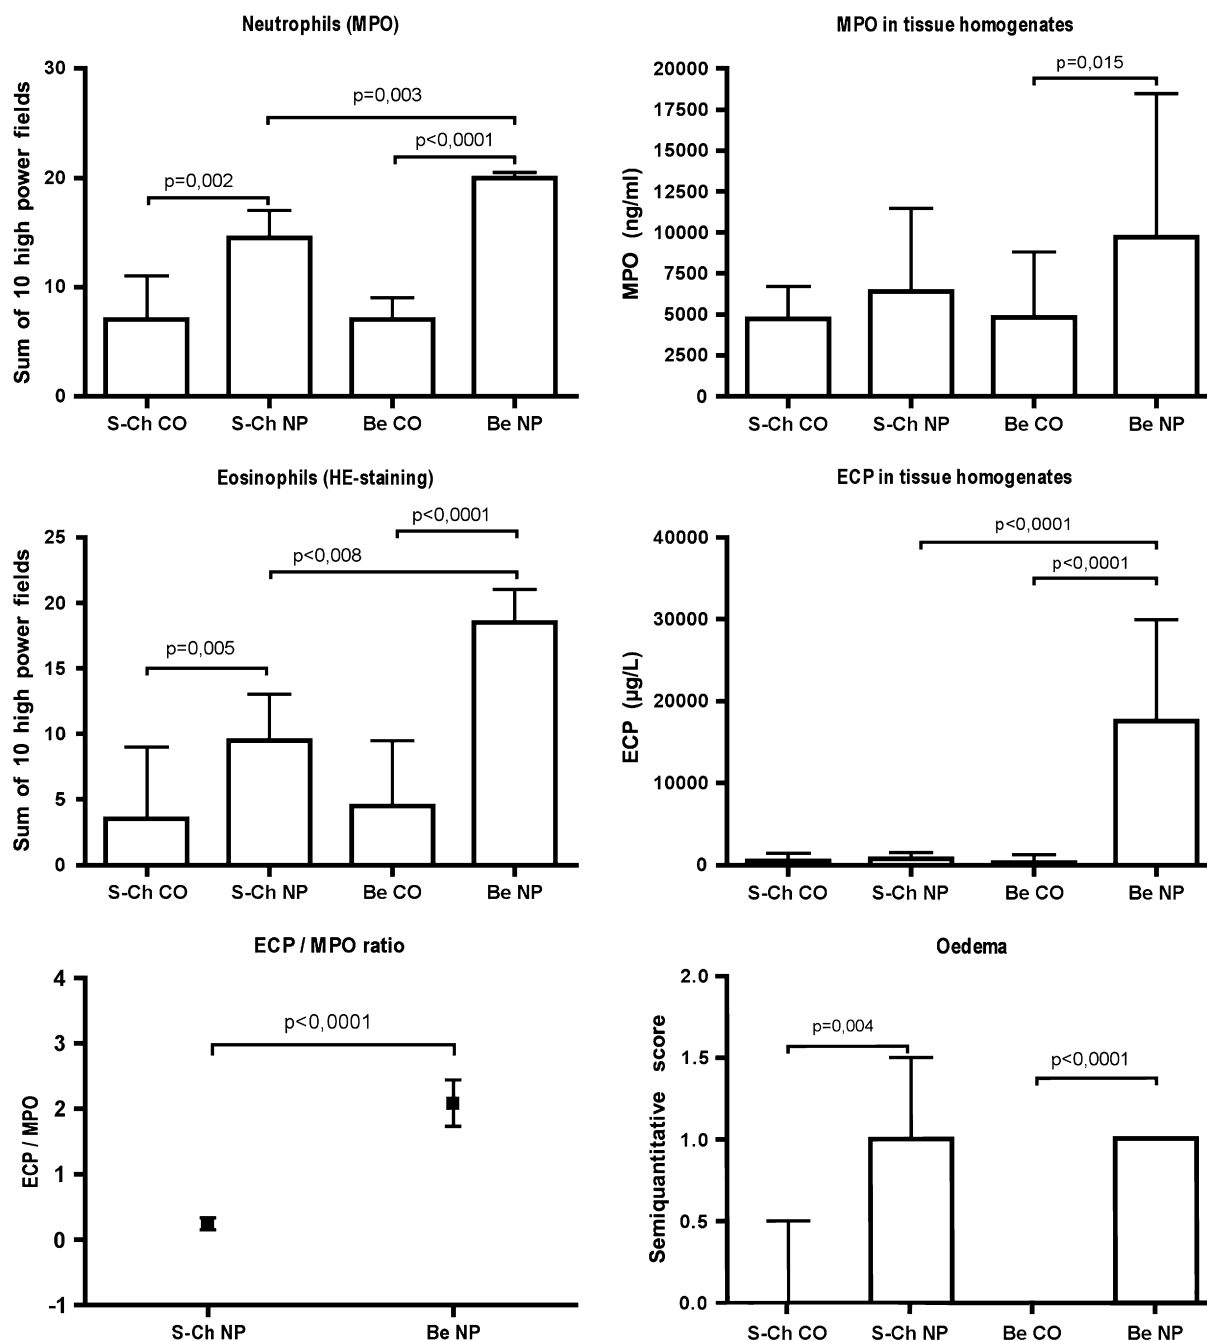 Neutrophils (MPO)
Sum of 10 high power fields
30
20
10
0
p=0,003
p<0,0001
p=0,002
S-Ch CO
S-Ch NP
Be CO
Be NP
MPO in tissue homogenates
MPO (ng/ml)
20000
17500
15000
12500
10000
7500
5000
2500
0
p=0,015
S-Ch CO
S-Ch NP
Be CO
Be NP
Eosinophils (HE-staining)
Sum of 10 high power fields
25
20
15
10
5
0
p<0,0001
p<0,008
p=0,005
S-Ch CO
S-Ch NP
Be CO
Be NP
ECP in tissue homogenates
ECP (µg/L)
40000
30000
20000
10000
0
p<0,0001
p<0,0001
S-Ch CO
S-Ch NP
Be CO
Be NP
ECP / MPO ratio
ECP / MPO
4
3
2
1
0
-1
p<0,0001
S-Ch NP
Be NP
Oedema
Semiquantitative score
2.0
1.5
1.0
0.5
0.0
p=0,004
p<0,0001
S-Ch CO
S-Ch NP
Be CO
Be NP